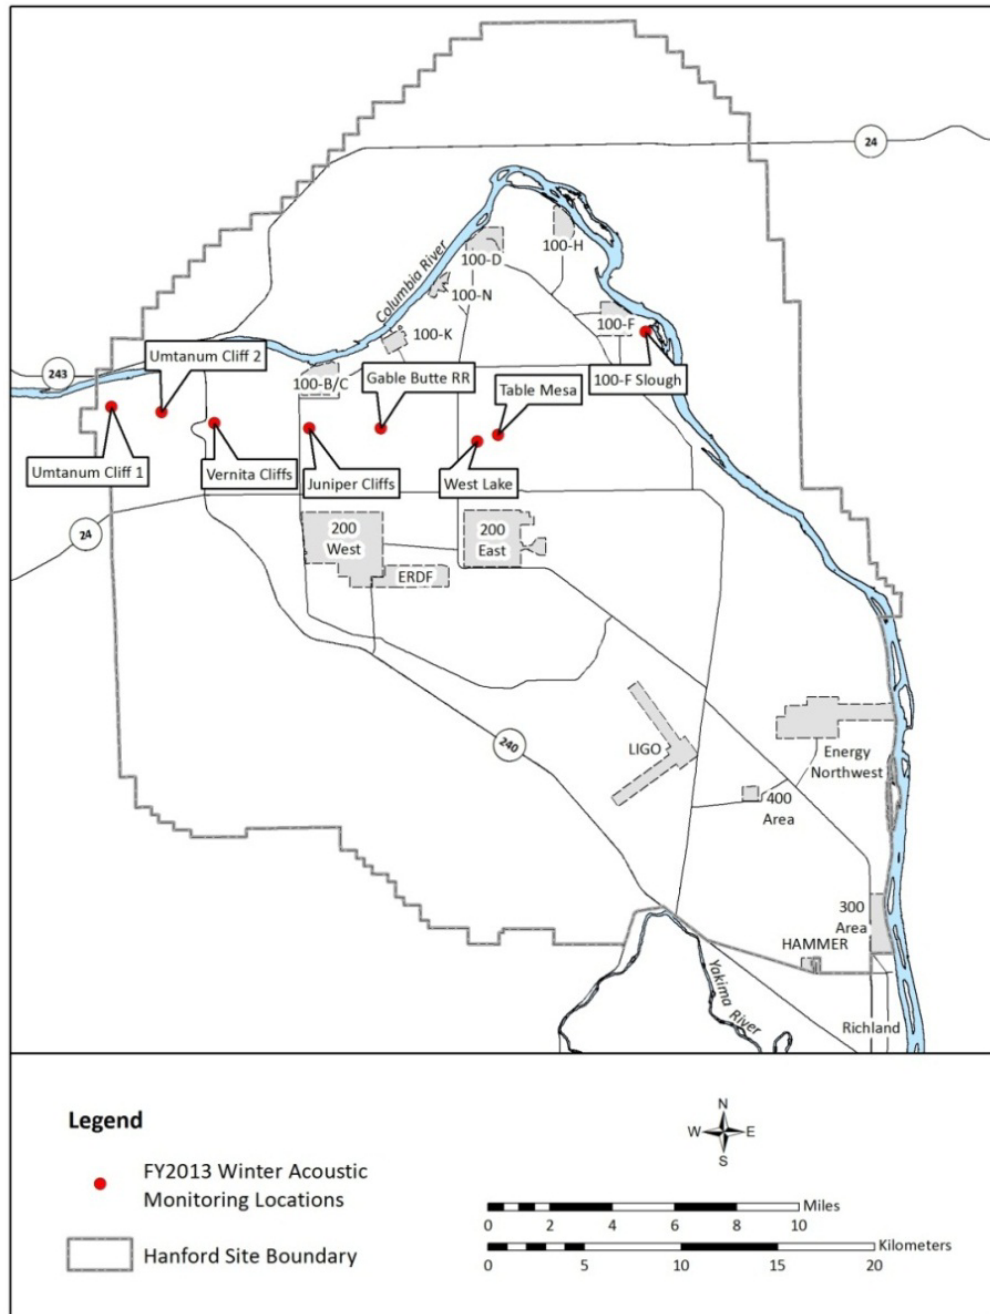 24
Columbia River
100-H
100-D
100-N
100-F
100-K
Umtanum Cliff 2
243
100-B/C
Gable Butte RR
100-F Slough
Table Mesa
Umtanum Cliff 1
Vernita Cliffs
Juniper Cliffs
West Lake
24
200
West
200
East
ERDF
240
LIGO
Energy
Northwest
400
Area
300
Area
HAMMER
Yakima
River
Richland
Legend
FY2013 Winter Acoustic
Monitoring Locations
Hanford Site Boundary
N
W E
S
Miles
0 2 4 6 8 10
Kilometers
0 5 10 15 20